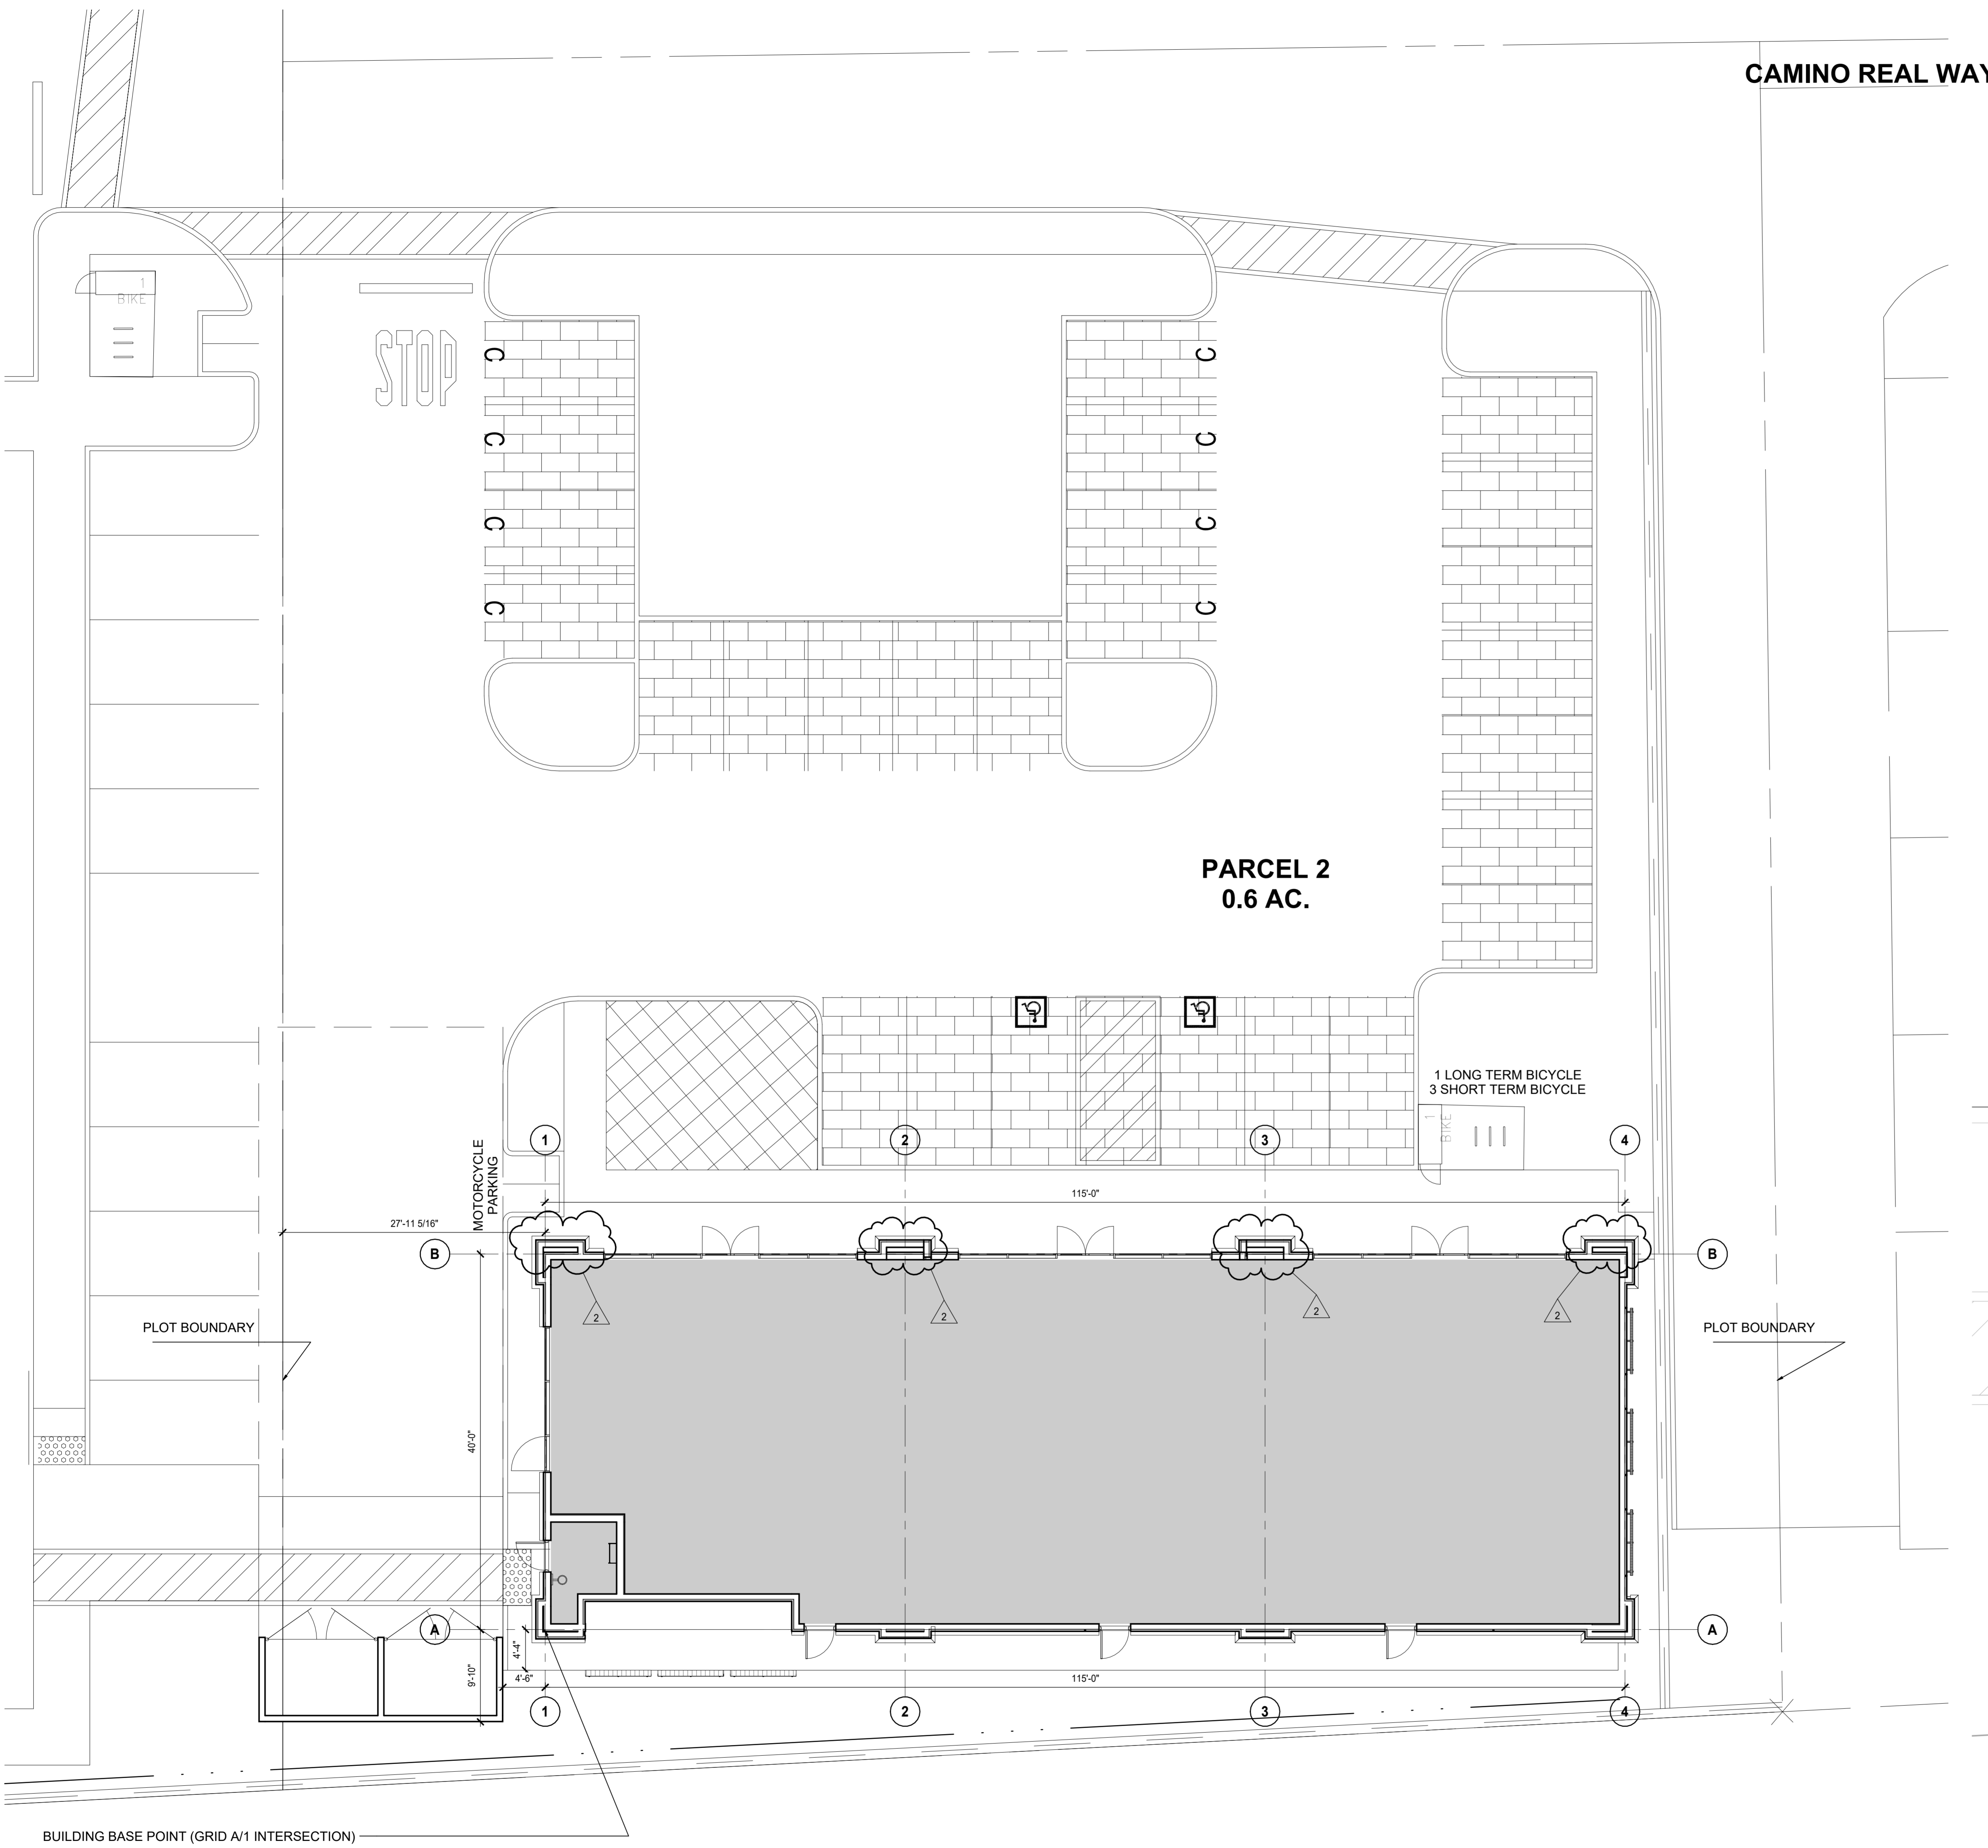 CAMINO REAL WAY
1
BIKE
STOP
C
C
C
C
C
C
C
C
PARCEL 2
0.6 AC.
1 LONG TERM BICYCLE
3 SHORT TERM BICYCLE
1
BIKE
MOTORCYCLE
PARKING
1
2
3
4
115'-0"
27'-11 5/16"
B
B
2
2
2
2
PLOT BOUNDARY
PLOT BOUNDARY
40'-0"
A
A
4'-4"
9'-10"
4'-6"
115'-0"
1
2
3
4
BUILDING BASE POINT (GRID A/1 INTERSECTION)